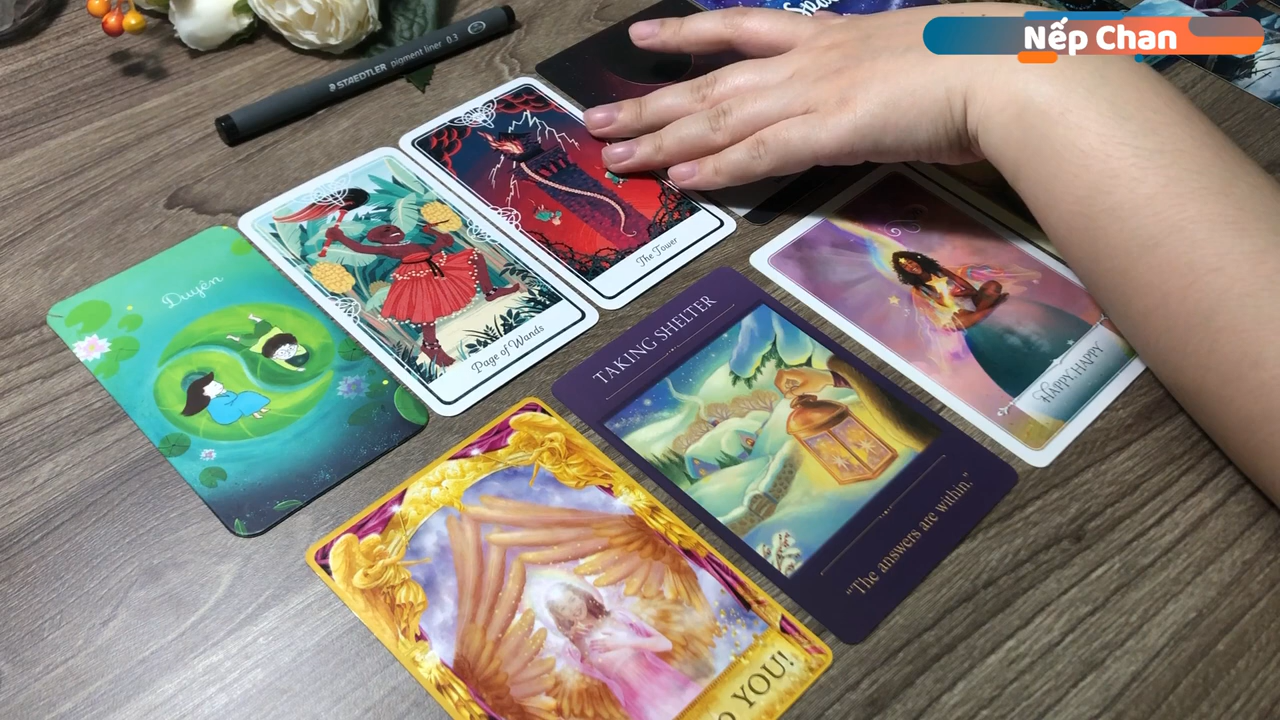 Nếp Chan
STAEDTLER pigment liner 0.3
Duyên
Page of Wands
The Tower
TAKING SHELTER
"The answers are within."
HAPPY, HAPPY
YOU!